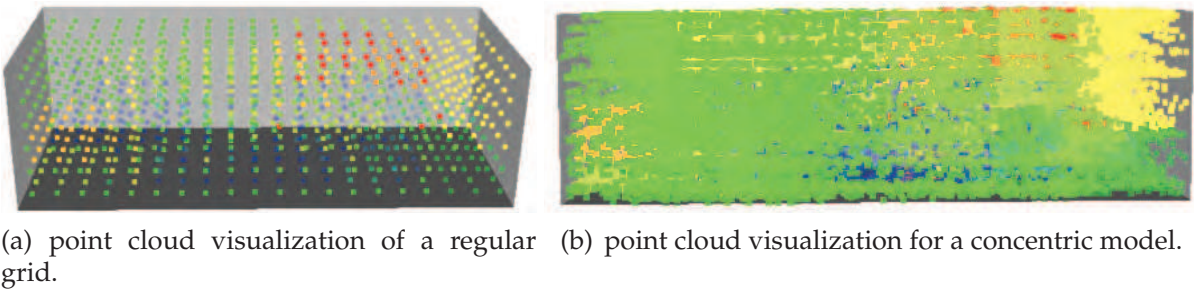 (a) point cloud visualization of a regular
grid.
(b) point cloud visualization for a concentric model.